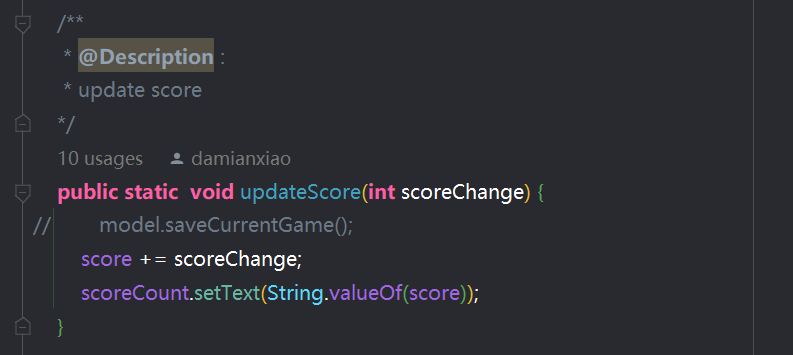 /**
* @Description :
* update score
*/
10 usages damianxiao
public static  void updateScore(int scoreChange) {
//        model.saveCurrentGame();
score += scoreChange;
scoreCount.setText(String.valueOf(score));
}